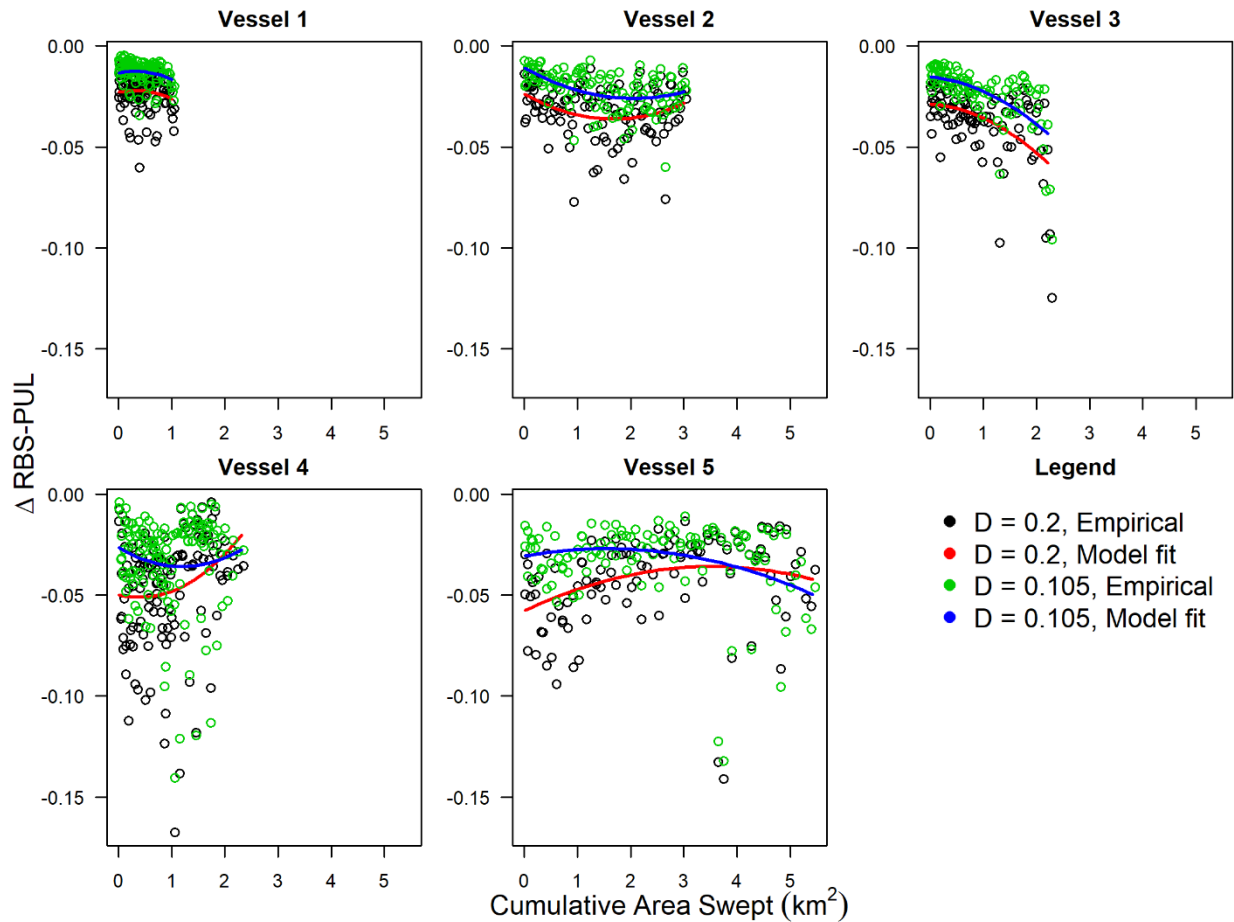 Vessel 1
Vessel 2
Vessel 3
0.00
-0.05
-0.10
-0.15
0.00
-0.05
-0.10
-0.15
0.00
-0.05
-0.10
-0.15
0 1 2 3 4 5
0 1 2 3 4 5
0 1 2 3 4 5
Δ RBS-PUL
Vessel 4
Vessel 5
Legend
0.00
-0.05
-0.10
-0.15
0.00
-0.05
-0.10
-0.15
D = 0.2, Empirical
D = 0.2, Model fit
D = 0.105, Empirical
D = 0.105, Model fit
0 1 2 3 4 5
0 1 2 3 4 5
Cumulative Area Swept (km²)